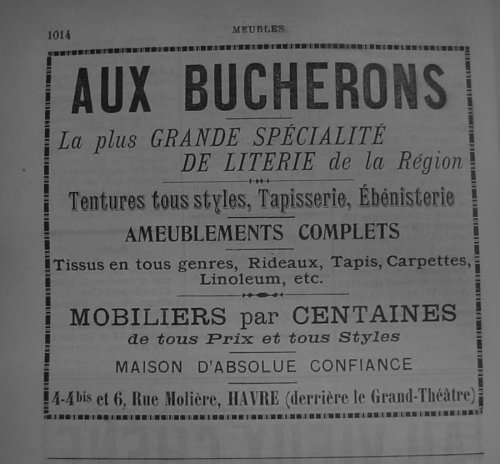 1014
MEUBLES
AUX BUCHERONS
La plus GRANDE SPÉCIALITÉ
DE LITERIE de la Région
Tentures tous styles, Tapisserie, Ébénisterie
AMEUBLEMENTS COMPLETS
Tissus en tous genres, Rideaux, Tapis, Carpettes,
Linoleum, etc.
MOBILIERS par CENTAINES
de tous Prix et tous Styles
MAISON D'ABSOLUE CONFIANCE
4-4bis et 6, Rue Molière, HAVRE (derrière le Grand-Théâtre)